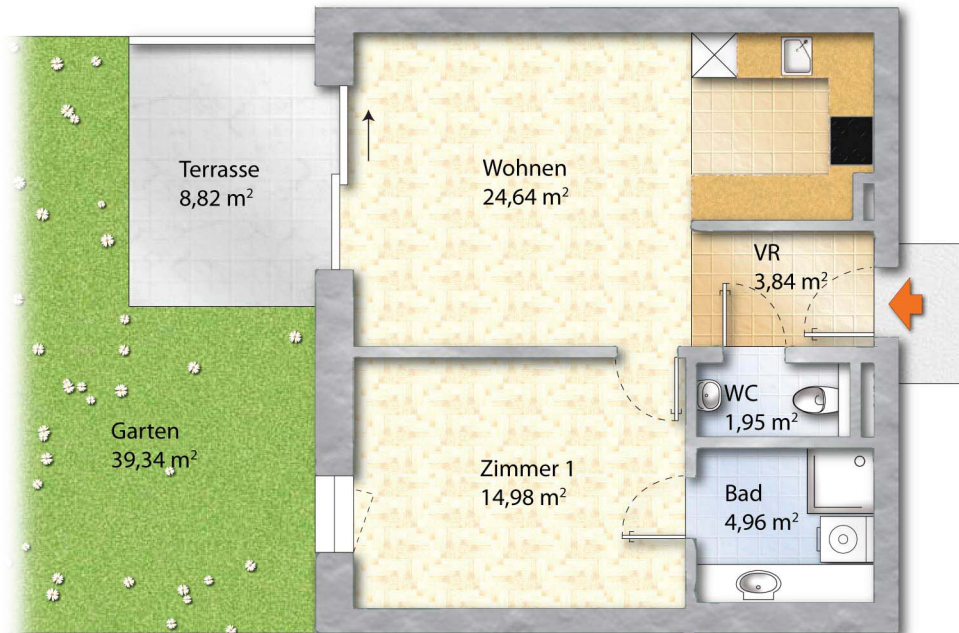 Terrasse
8,82 m²
Wohnen
24,64 m²
VR
3,84 m²
WC
1,95 m²
Garten
39,34 m²
Zimmer 1
14,98 m²
Bad
4,96 m²